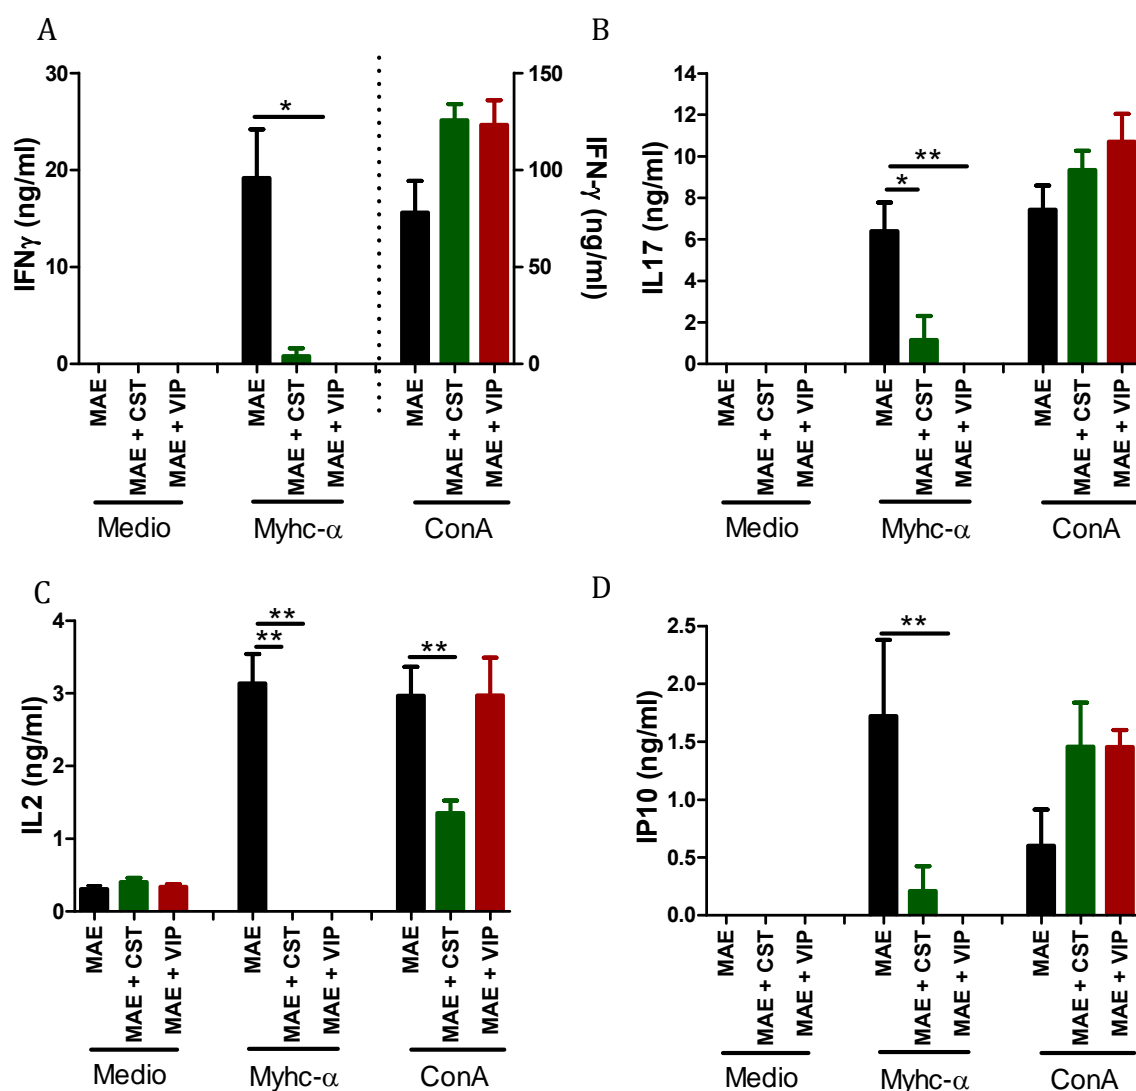 A
IFNγ (ng/ml)
30
20
10
0
*
150
100
50
0
IFN-γ (ng/ml)
MAE
MAE + CST
MAE + VIP
MAE
MAE + CST
MAE + VIP
MAE
MAE + CST
MAE + VIP
Medio
Myhc-α
ConA
B
IL17 (ng/ml)
14
12
10
8
6
4
2
0
**
*
MAE
MAE + CST
MAE + VIP
MAE
MAE + CST
MAE + VIP
MAE
MAE + CST
MAE + VIP
Medio
Myhc-α
ConA
C
IL2 (ng/ml)
4
3
2
1
0
**
**
**
MAE
MAE + CST
MAE + VIP
MAE
MAE + CST
MAE + VIP
MAE
MAE + CST
MAE + VIP
Medio
Myhc-α
ConA
D
IP10 (ng/ml)
2.5
2.0
1.5
1.0
0.5
0.0
**
MAE
MAE + CST
MAE + VIP
MAE
MAE + CST
MAE + VIP
MAE
MAE + CST
MAE + VIP
Medio
Myhc-α
ConA